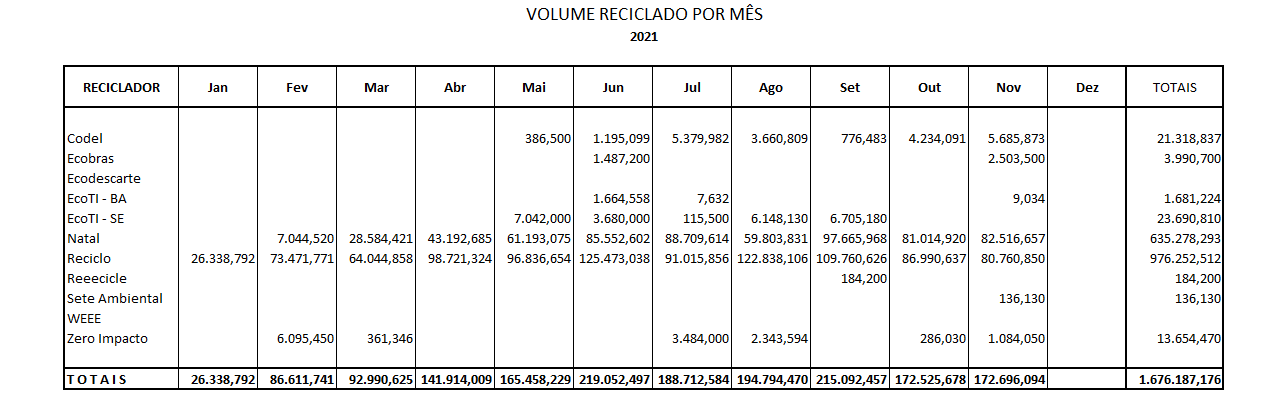 VOLUME RECICLADO POR MÊS
2021
RECICLADOR Jan Fev Mar Abr Mai Jun Jul Ago Set Out Nov Dez TOTAIS
Codel 386,500 1.195,099 5.379,982 3.660,809 776,483 4.234,091 5.685,873 21.318,837
Ecobras 1.487,200 2.503,500 3.990,700
Ecodescarte
EcoTI - BA 1.664,558 7,632 9,034 1.681,224
EcoTI - SE 7.042,000 3.680,000 115,500 6.148,130 6.705,180 23.690,810
Natal 7.044,520 28.584,421 43.192,685 61.193,075 85.552,602 88.709,614 59.803,831 97.665,968 81.014,920 82.516,657 635.278,293
Reciclo 26.338,792 73.471,771 64.044,858 98.721,324 96.836,654 125.473,038 91.015,856 122.838,106 109.760,626 86.990,637 80.760,850 976.252,512
Reeecicle 184,200 184,200
Sete Ambiental 136,130 136,130
WEEE
Zero Impacto 6.095,450 361,346 3.484,000 2.343,594 286,030 1.084,050 13.654,470
T O T A I S 26.338,792 86.611,741 92.990,625 141.914,009 165.458,229 219.052,497 188.712,584 194.794,470 215.092,457 172.525,678 172.696,094 1.676.187,176